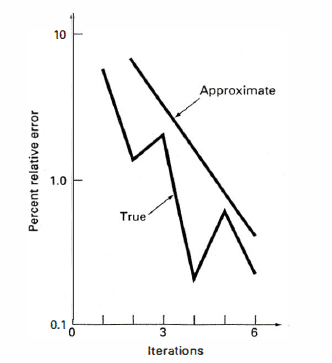 10
Approximate
Percent relative error
1.0
True
0.1
0
3
6
Iterations